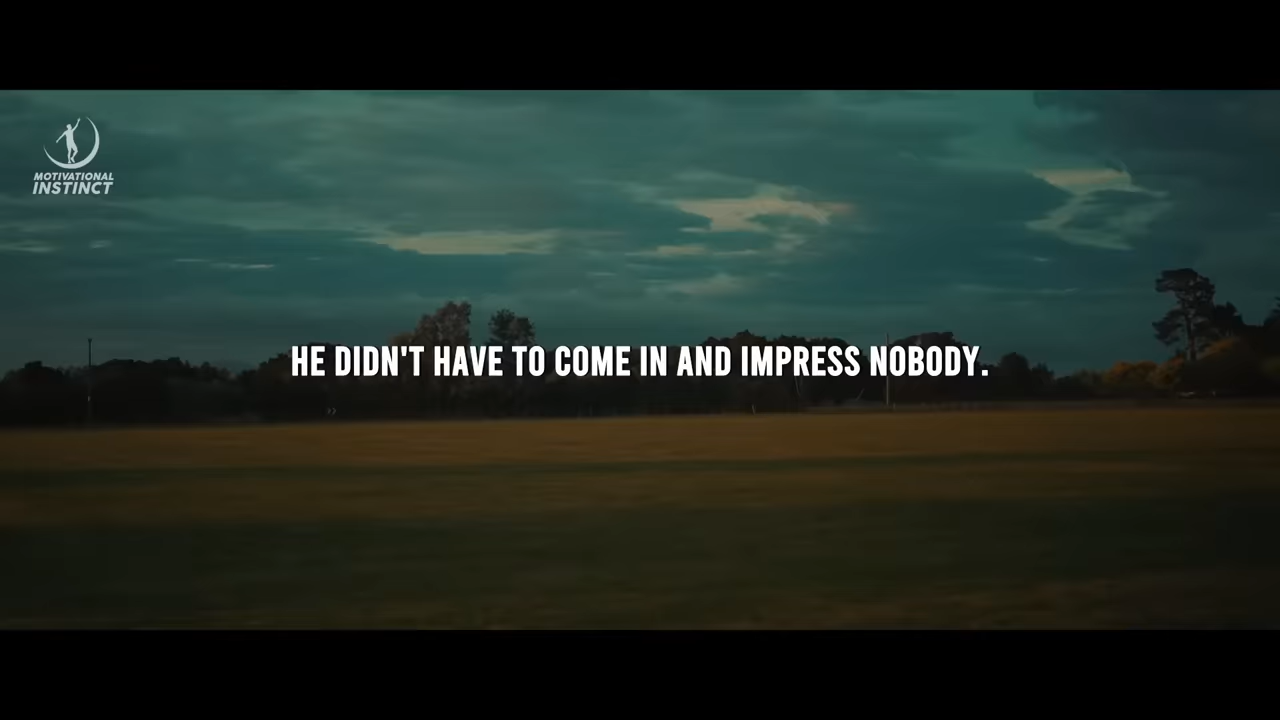 MOTIVATIONAL
INSTINCT
HE DIDN'T HAVE TO COME IN AND IMPRESS NOBODY.